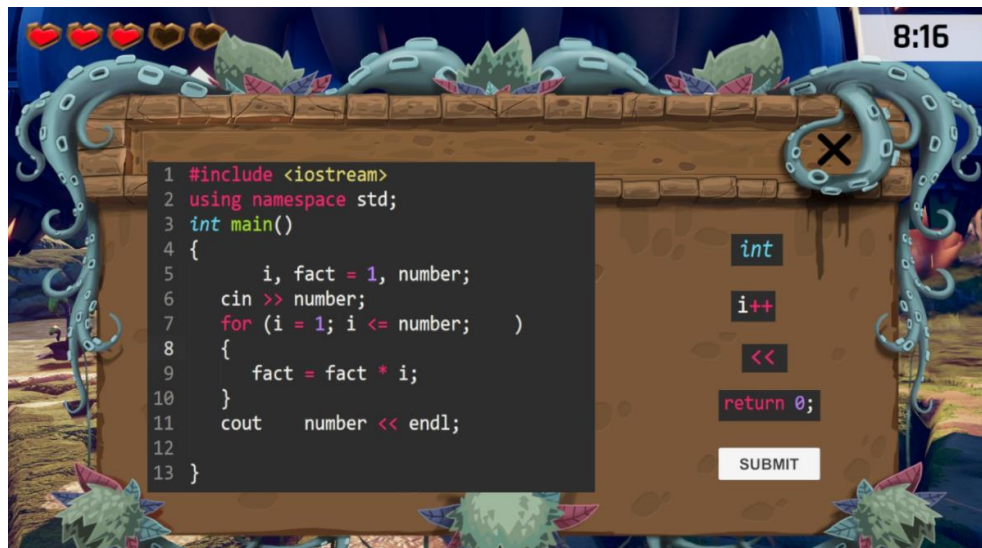 8:16
1 #include <iostream>
2 using namespace std;
3 int main()
4 {
5 i, fact = 1, number;
6 cin >> number;
7 for (i = 1; i <= number; )
8 {
9 fact = fact * i;
10 }
11 cout number << endl;
12
13 }
int
i++
<<
return 0;
SUBMIT